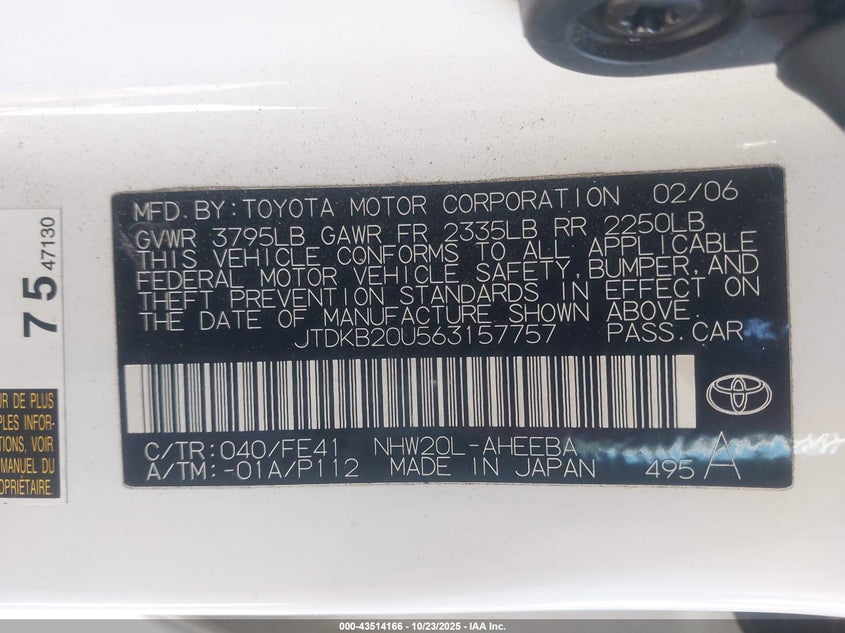 MFD. BY: TOYOTA MOTOR CORPORATION 02/06
GVWR 3795LB GAWR FR 2335LB RR 2250LB
THIS VEHICLE CONFORMS TO ALL APPLICABLE
FEDERAL MOTOR VEHICLE SAFETY, BUMPER, AND
THEFT PREVENTION STANDARDS IN EFFECT ON
THE DATE OF MANUFACTURE SHOWN ABOVE.
JTDKB20U563157757 PASS. CAR
C/TR: 040/FE41 NHW20L-AHEEBA
A/TM: -01A/P112 MADE IN JAPAN 495 A
75 47130
UR DE PLUS
PLES INFOR-
TIONS, VOIR
MANUEL DU
OPRIÉTAIRE.
000-43514166 - 10/23/2025 - IAA Inc.